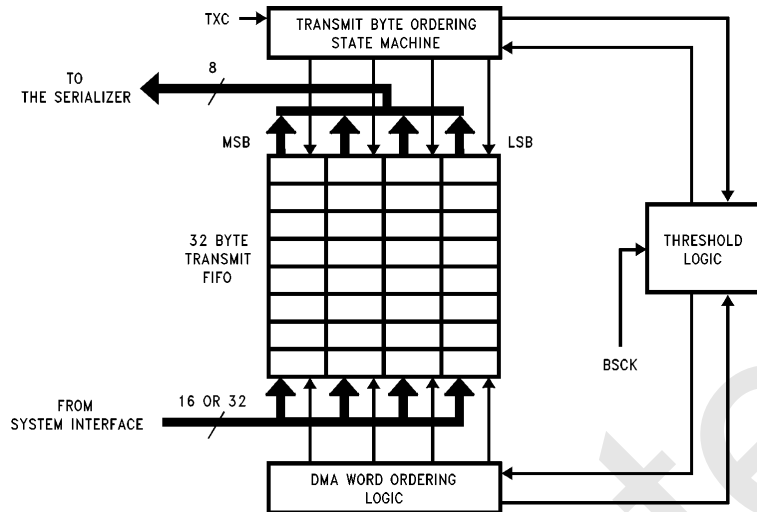 TXC
TRANSMIT BYTE ORDERING
STATE MACHINE
8
TO
THE SERIALIZER
MSB
LSB
32 BYTE
TRANSMIT
FIFO
THRESHOLD
LOGIC
BSCK
16 OR 32
FROM
SYSTEM INTERFACE
DMA WORD ORDERING
LOGIC